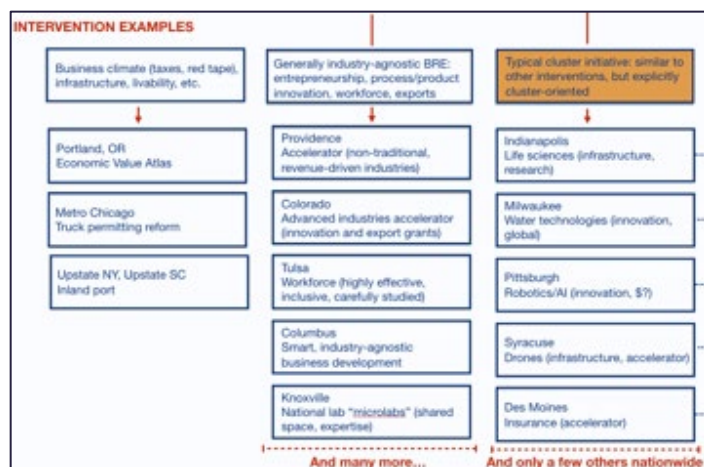 INTERVENTION EXAMPLES
Business climate (taxes, red tape),
infrastructure, livability, etc.
Portland, OR
Economic Value Atlas
Metro Chicago
Truck permitting reform
Upstate NY, Upstate SC
Inland port
Generally industry-agnostic BRE:
entrepreneurship, process/product
innovation, workforce, exports
Providence
Accelerator (non-traditional,
revenue-driven industries)
Colorado
Advanced industries accelerator
(innovation and export grants)
Tulsa
Workforce (highly effective,
inclusive, carefully studied)
Columbus
Smart, industry-agnostic
business development
Knoxville
National lab “microlabs” (shared
space, expertise)
And many more...
Typical cluster initiative: similar to
other interventions, but explicitly
cluster-oriented
Indianapolis
Life sciences (infrastructure,
research)
Milwaukee
Water technologies (innovation,
global)
Pittsburgh
Robotics/AI (innovation, $?)
Syracuse
Drones (infrastructure, accelerator)
Des Moines
Insurance (accelerator)
And only a few others nationwide